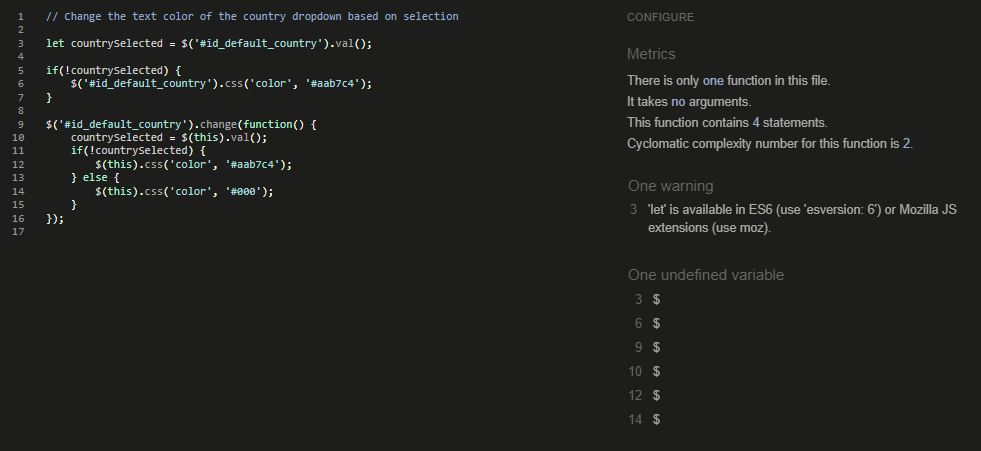 1 // Change the text color of the country dropdown based on selection
2
3 let countrySelected = $('#id_default_country').val();
4
5 if(!countrySelected) {
6 $('#id_default_country').css('color', '#aab7c4');
7 }
8
9 $('#id_default_country').change(function() {
10 countrySelected = $(this).val();
11 if(!countrySelected) {
12 $(this).css('color', '#aab7c4');
13 } else {
14 $(this).css('color', '#000');
15 }
16 });
17
CONFIGURE
Metrics
There is only one function in this file.
It takes no arguments.
This function contains 4 statements.
Cyclomatic complexity number for this function is 2.
One warning
3 'let' is available in ES6 (use 'esversion: 6') or Mozilla JS
extensions (use moz).
One undefined variable
3 $
6 $
9 $
10 $
12 $
14 $